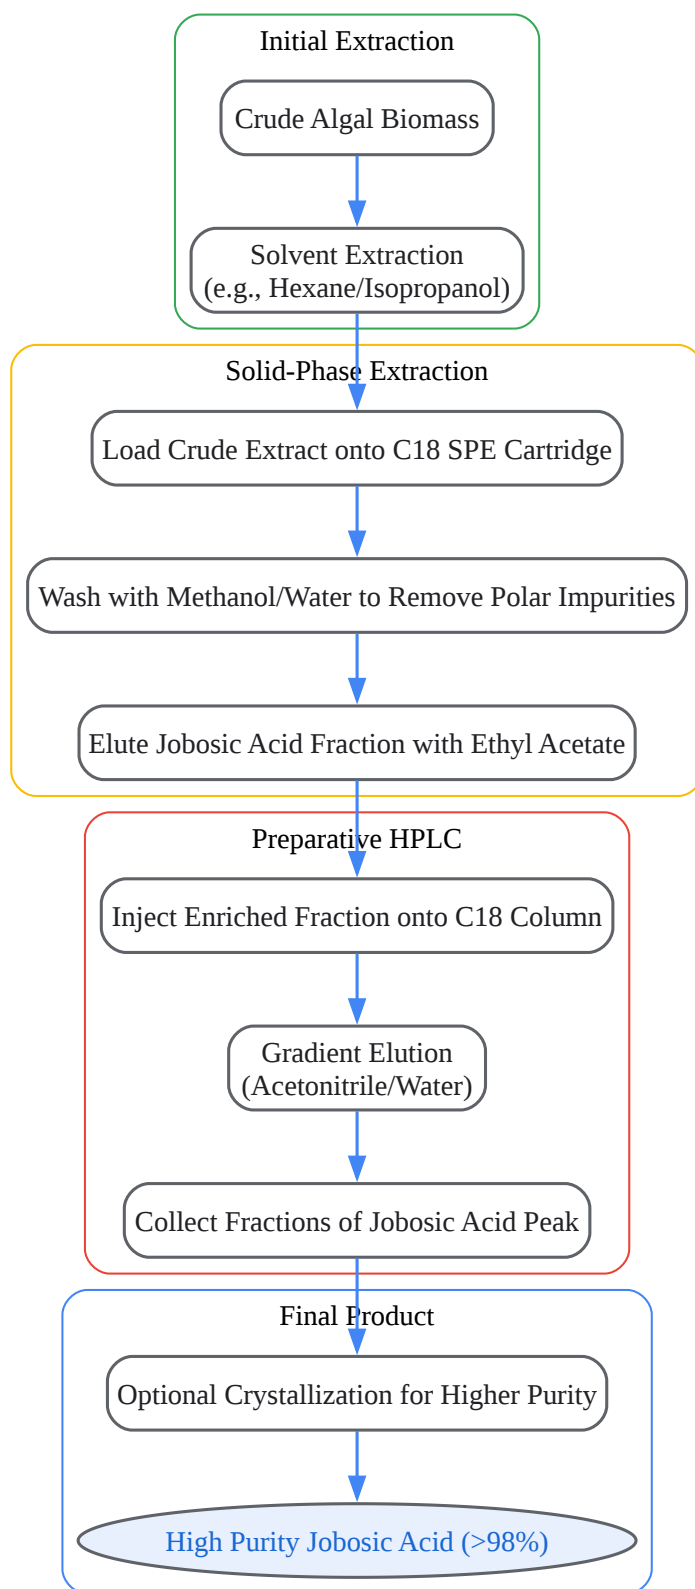 Initial Extraction
Crude Algal Biomass
Solvent Extraction
(e.g., Hexane/Isopropanol)
Solid-Phase Extraction
Load Crude Extract onto C18 SPE Cartridge
Wash with Methanol/Water to Remove Polar Impurities
Elute Jobosic Acid Fraction with Ethyl Acetate
Preparative HPLC
Inject Enriched Fraction onto C18 Column
Gradient Elution
(Acetonitrile/Water)
Collect Fractions of Jobosic Acid Peak
Final Product
Optional Crystallization for Higher Purity
High Purity Jobosic Acid (>98%)